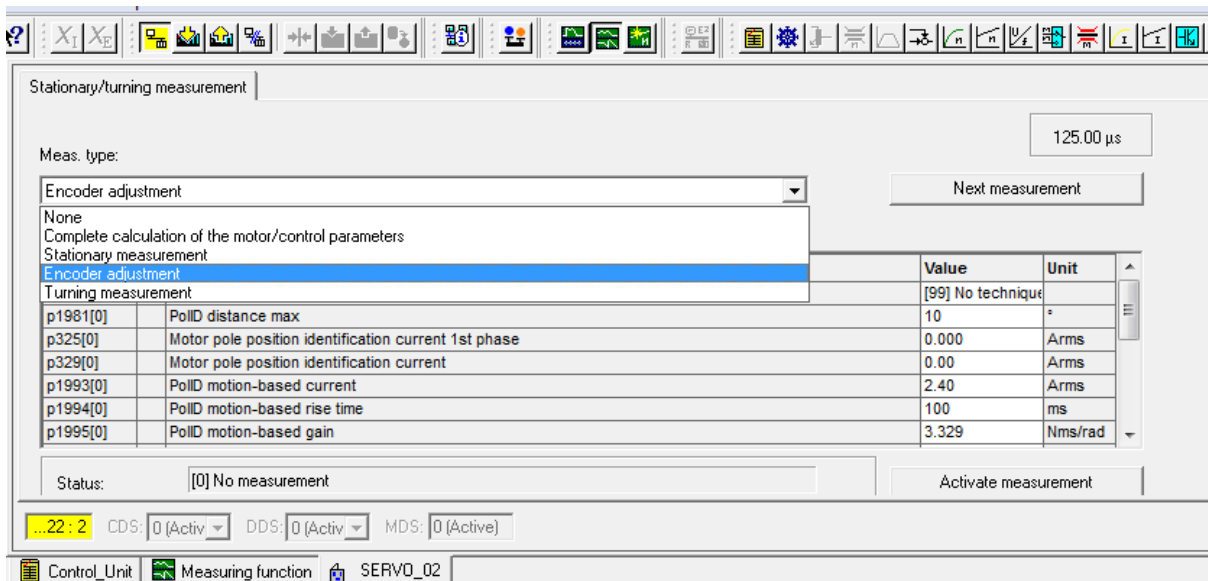 Stationary/turning measurement
125.00 µs
Meas. type:
Encoder adjustment
Next measurement
None
Complete calculation of the motor/control parameters
Stationary measurement
Encoder adjustment
Turning measurement
Value Unit
[99] No technique
p1981[0] PolID distance max 10 °
p325[0] Motor pole position identification current 1st phase 0.000 Arms
p329[0] Motor pole position identification current 0.00 Arms
p1993[0] PolID motion-based current 2.40 Arms
p1994[0] PolID motion-based rise time 100 ms
p1995[0] PolID motion-based gain 3.329 Nms/rad
Status: [0] No measurement Activate measurement
...22 : 2 CDS: 0 (Activ DDS: 0 (Activ MDS: 0 (Active)
Control_Unit Measuring function SERVO_02